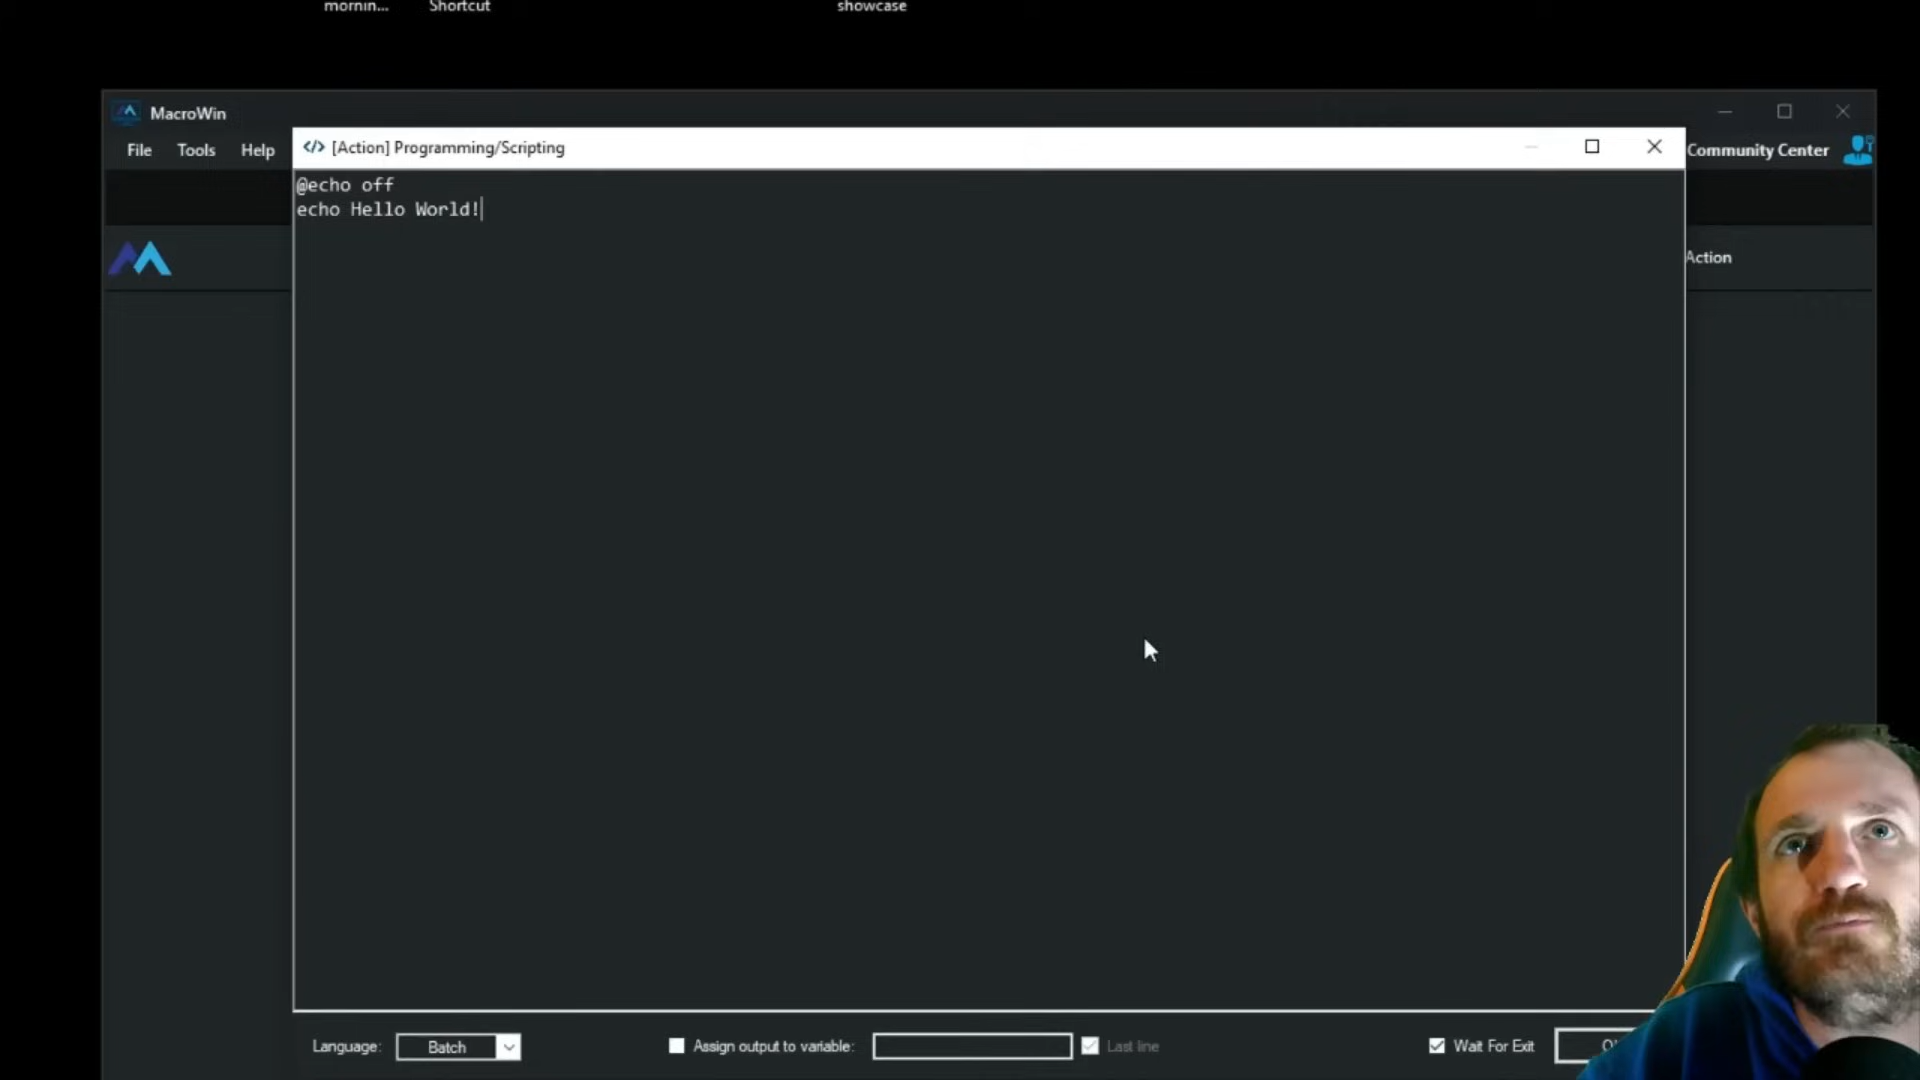 mornin... Shortcut showcase
MacroWin
File Tools Help
</> [Action] Programming/Scripting
Community Center
@echo off
echo Hello World!
Action
Language: Batch
Assign output to variable:
Last line
Wait For Exit